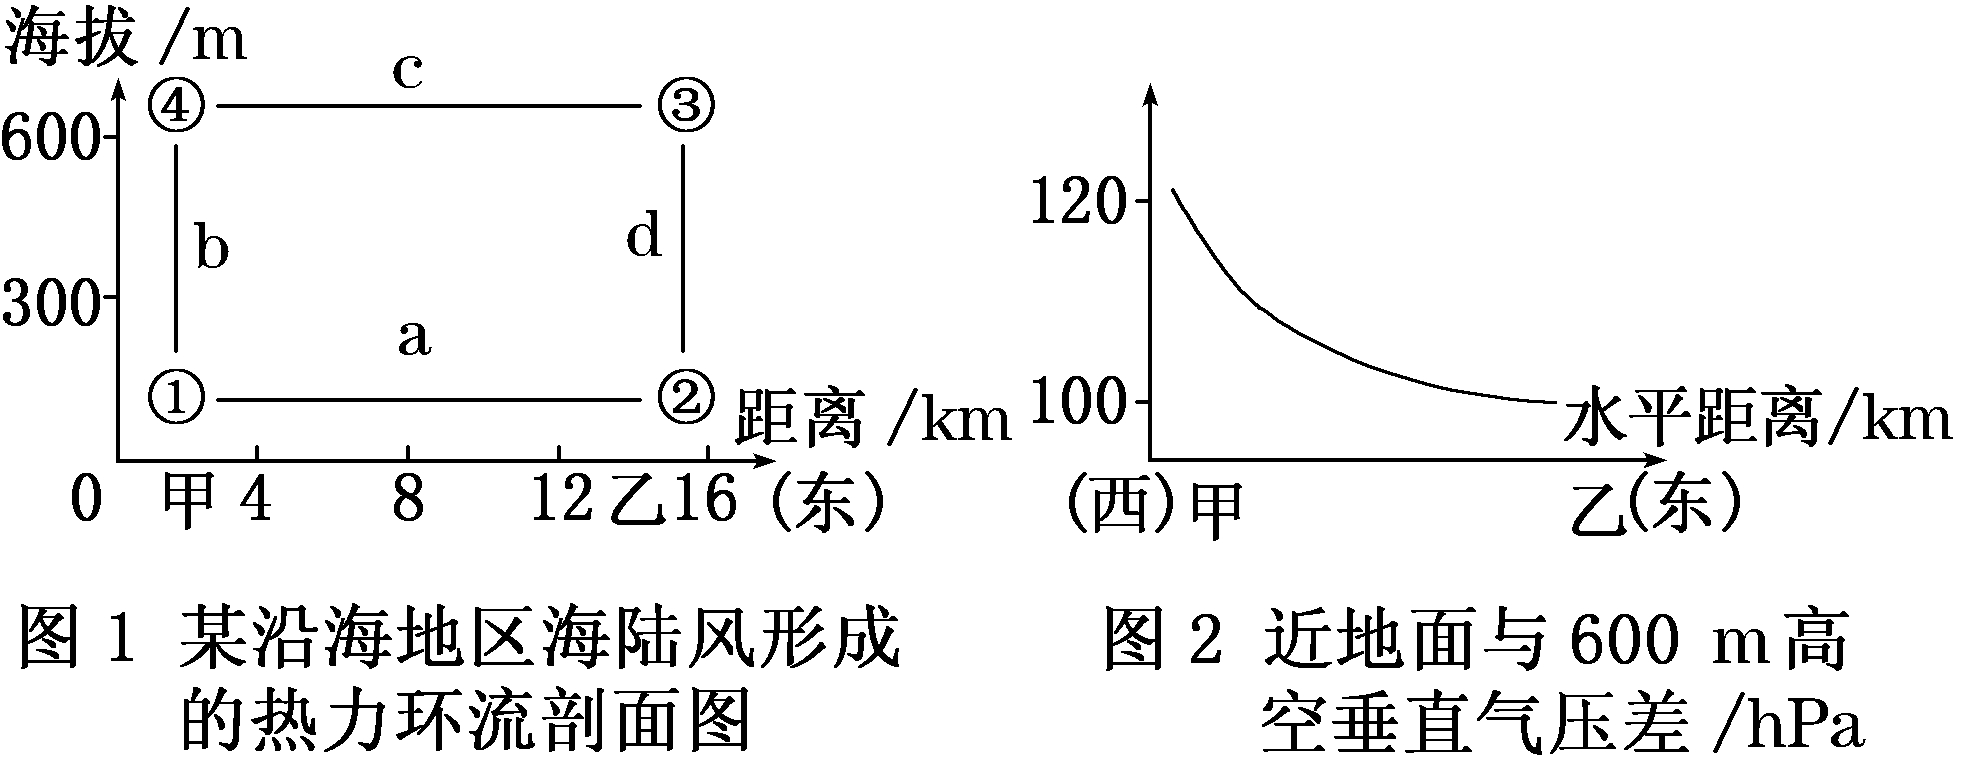 海拔/m
④ c ③
600
b d
300
a
① ②
距离/km
0 甲 4 8 12 乙 16 (东)
120
100
水平距离/km
(西) 甲 乙 (东)
图 1 某沿海地区海陆风形成
的热力环流剖面图
图 2 近地面与 600 m 高
空垂直气压差/hPa